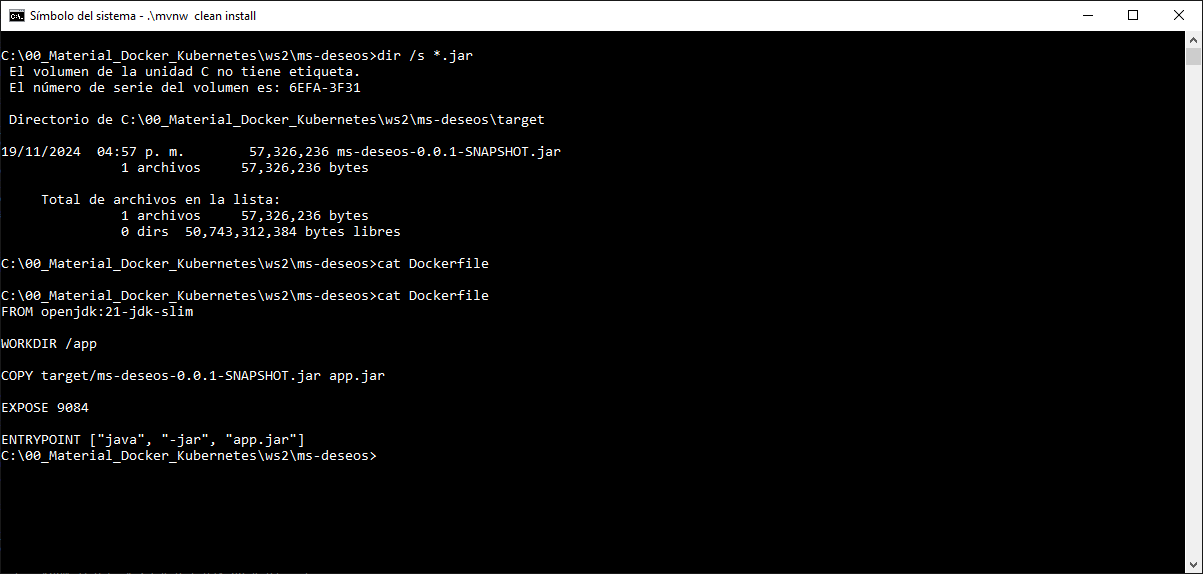 Símbolo del sistema - .\mvnw clean install
C:\00_Material_Docker_Kubernetes\ws2\ms-deseos>dir /s *.jar
El volumen de la unidad C no tiene etiqueta.
El número de serie del volumen es: 6EFA-3F31
Directorio de C:\00_Material_Docker_Kubernetes\ws2\ms-deseos\target
19/11/2024  04:57 p. m.        57,326,236 ms-deseos-0.0.1-SNAPSHOT.jar
1 archivos     57,326,236 bytes
Total de archivos en la lista:
1 archivos     57,326,236 bytes
0 dirs  50,743,312,384 bytes libres
C:\00_Material_Docker_Kubernetes\ws2\ms-deseos>cat Dockerfile
C:\00_Material_Docker_Kubernetes\ws2\ms-deseos>cat Dockerfile
FROM openjdk:21-jdk-slim
WORKDIR /app
COPY target/ms-deseos-0.0.1-SNAPSHOT.jar app.jar
EXPOSE 9084
ENTRYPOINT ["java", "-jar", "app.jar"]
C:\00_Material_Docker_Kubernetes\ws2\ms-deseos>